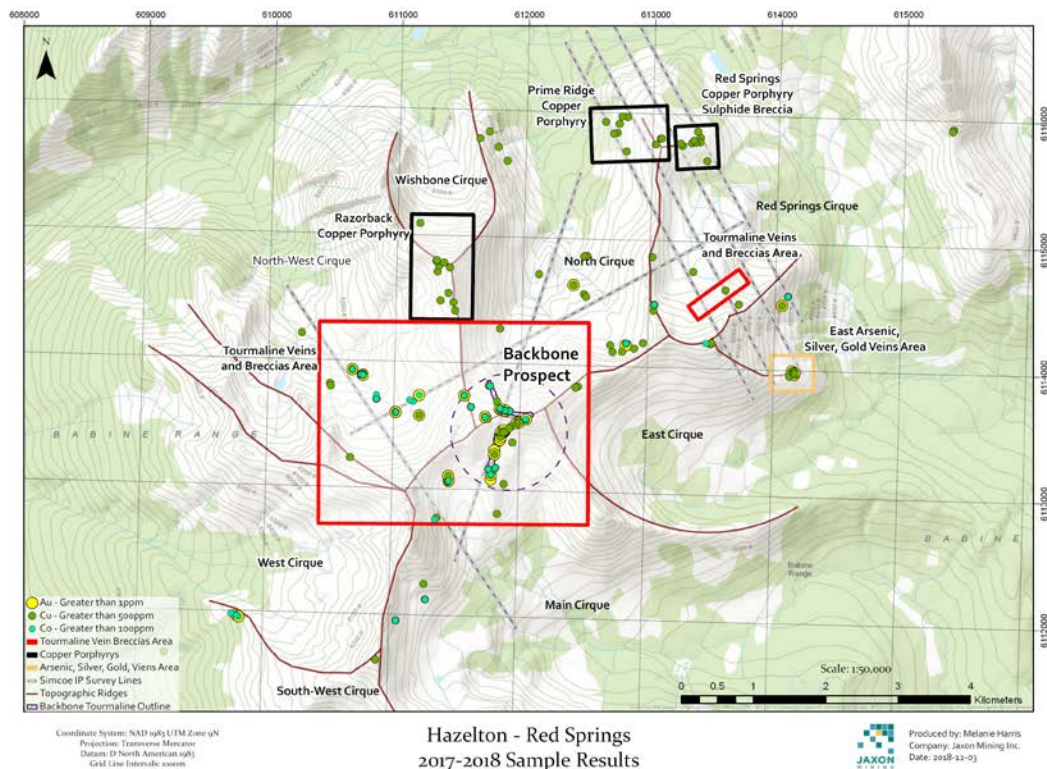 608000
609000
610000
611000
612000
613000
614000
615000
N
6116000
6115000
6114000
6113000
6112000
Prime Ridge
Copper
Porphyry
Red Springs
Copper Porphyry
Sulphide Breccia
Wishbone Cirque
Razorback
Copper Porphyry
North-West Cirque
North Cirque
Red Springs Cirque
Tourmaline Veins
and Breccias Area
Tourmaline Veins
and Breccias Area
Backbone
Prospect
East Arsenic,
Silver, Gold Veins Area
BABINE RANGE
East Cirque
BABINE
Babine
Range
West Cirque
Main Cirque
South-West Cirque
Au - Greater than 1ppm
Cu - Greater than 500ppm
Co - Greater than 100ppm
Tourmaline Vein Breccias Area
Copper Porphyrys
Arsenic, Silver, Gold, Viens Area
Simcoe IP Survey Lines
Topographic Ridges
Backbone Tourmaline Outline
Scale: 1:50,000
0 0.5 1 2 3 4
Kilometers
Coordinate System: NAD 1983 UTM Zone 9N
Projection: Transverse Mercator
Datum: D North American 1983
Grid Line Intervals: 1000m
Hazelton - Red Springs
2017-2018 Sample Results
JAXON
MINING
Produced by: Melanie Harris
Company: Jaxon Mining Inc.
Date: 2018-12-03